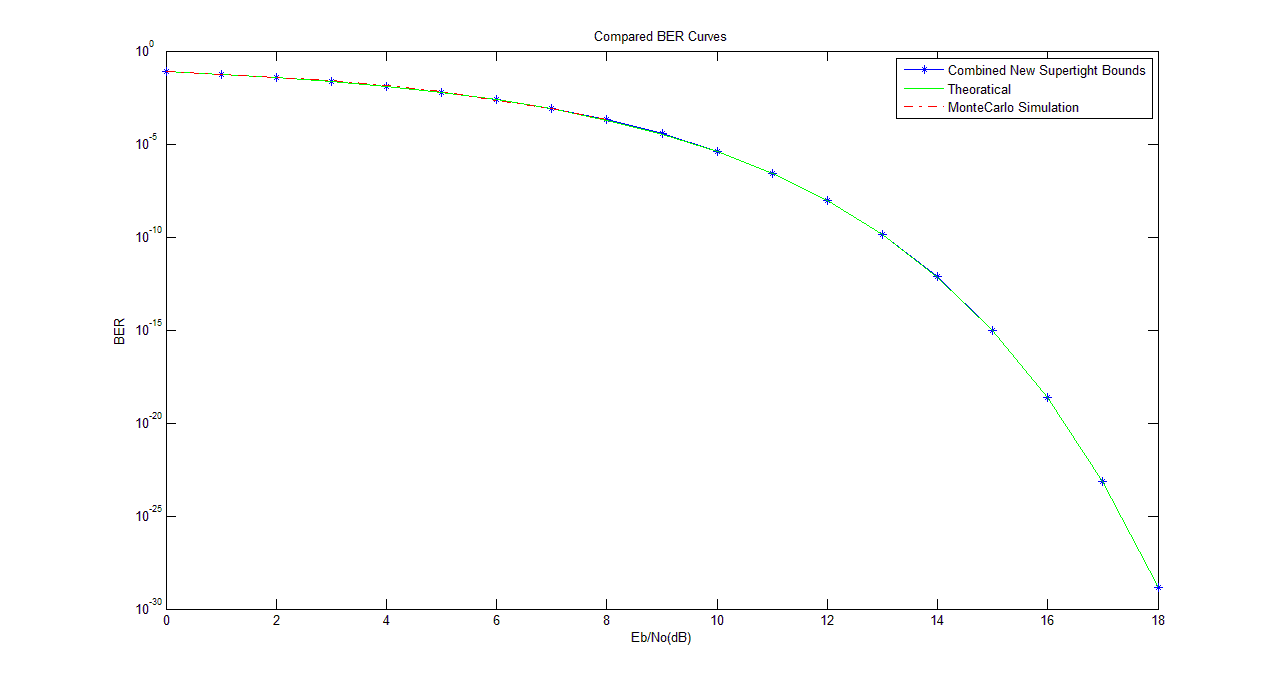 Compared BER Curves
10^0
10^-5
10^-10
10^-15
10^-20
10^-25
10^-30
BER
Combined New Supertight Bounds
Theoratical
MonteCarlo Simulation
0 2 4 6 8 10 12 14 16 18
Eb/No(dB)